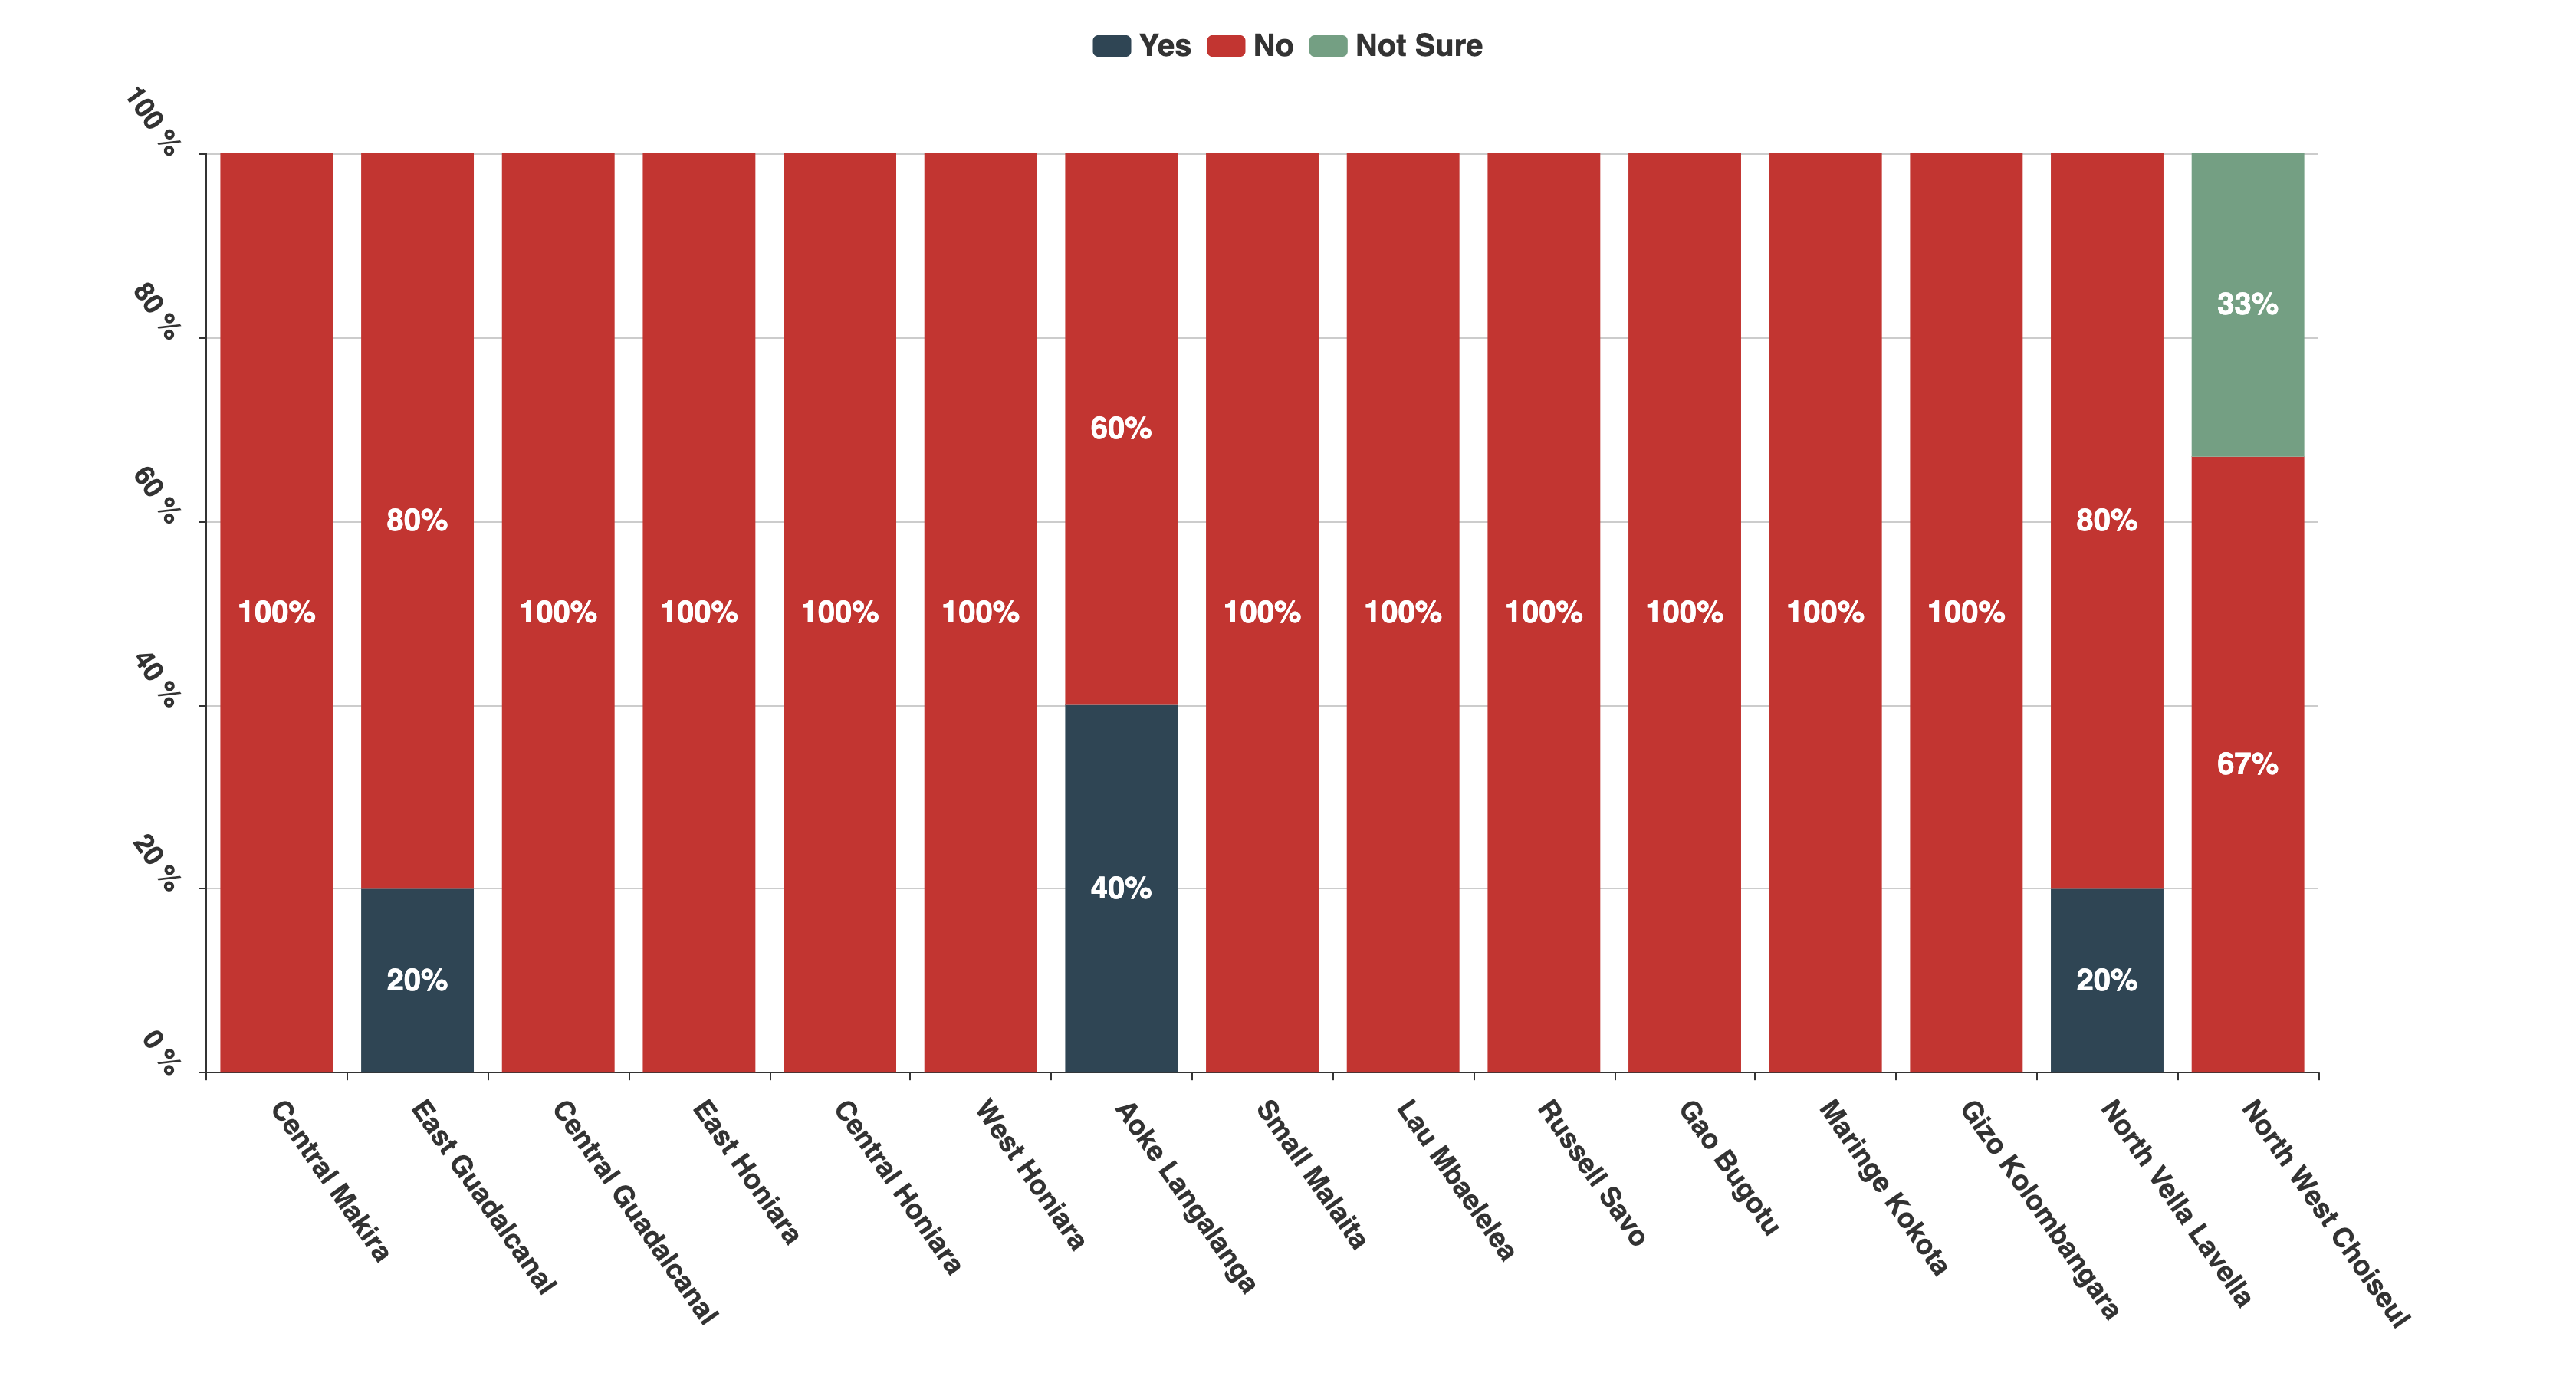 Yes No Not Sure
100 %
80 %
60 %
40 %
20 %
0 %
33%
60%
80% 80%
100% 100% 100% 100% 100% 100% 100% 100% 100% 100% 100%
67%
40%
20% 20%
Central Makira
East Guadalcanal
Central Guadalcanal
East Honiara
Central Honiara
West Honiara
Aoke Langalanga
Small Malaita
Lau Mbaelelea
Russell Savo
Gao Bugotu
Maringe Kokota
Gizo Kolombangara
North Vella Lavella
North West Choiseul